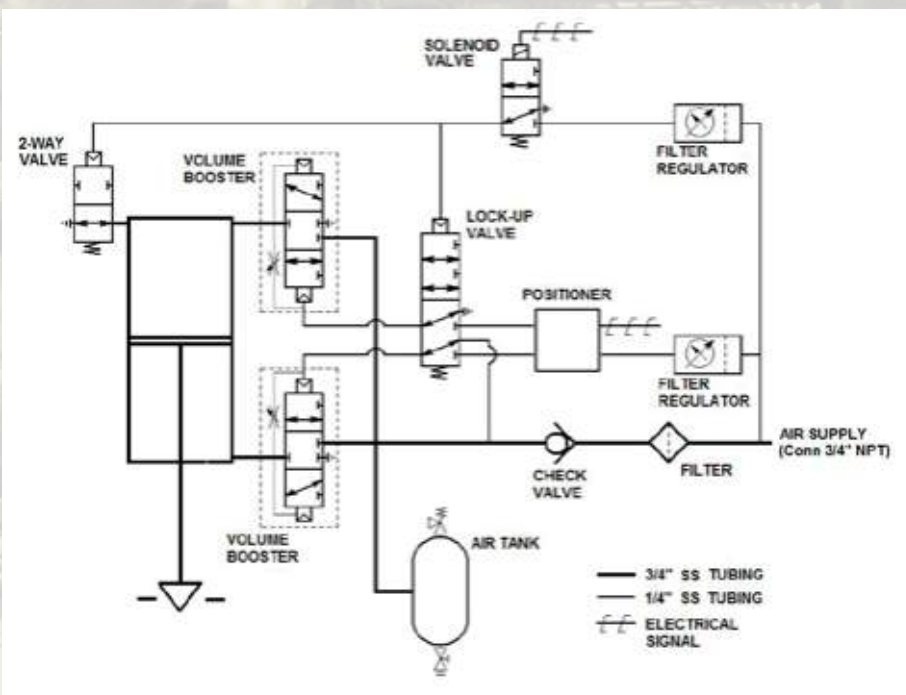 SOLENOID
VALVE
2-WAY
VALVE
VOLUME
BOOSTER
FILTER
REGULATOR
LOCK-UP
VALVE
POSITIONER
FILTER
REGULATOR
AIR SUPPLY
(Conn 3/4" NPT)
CHECK
VALVE
FILTER
VOLUME
BOOSTER
AIR TANK
3/4" SS TUBING
1/4" SS TUBING
ELECTRICAL
SIGNAL